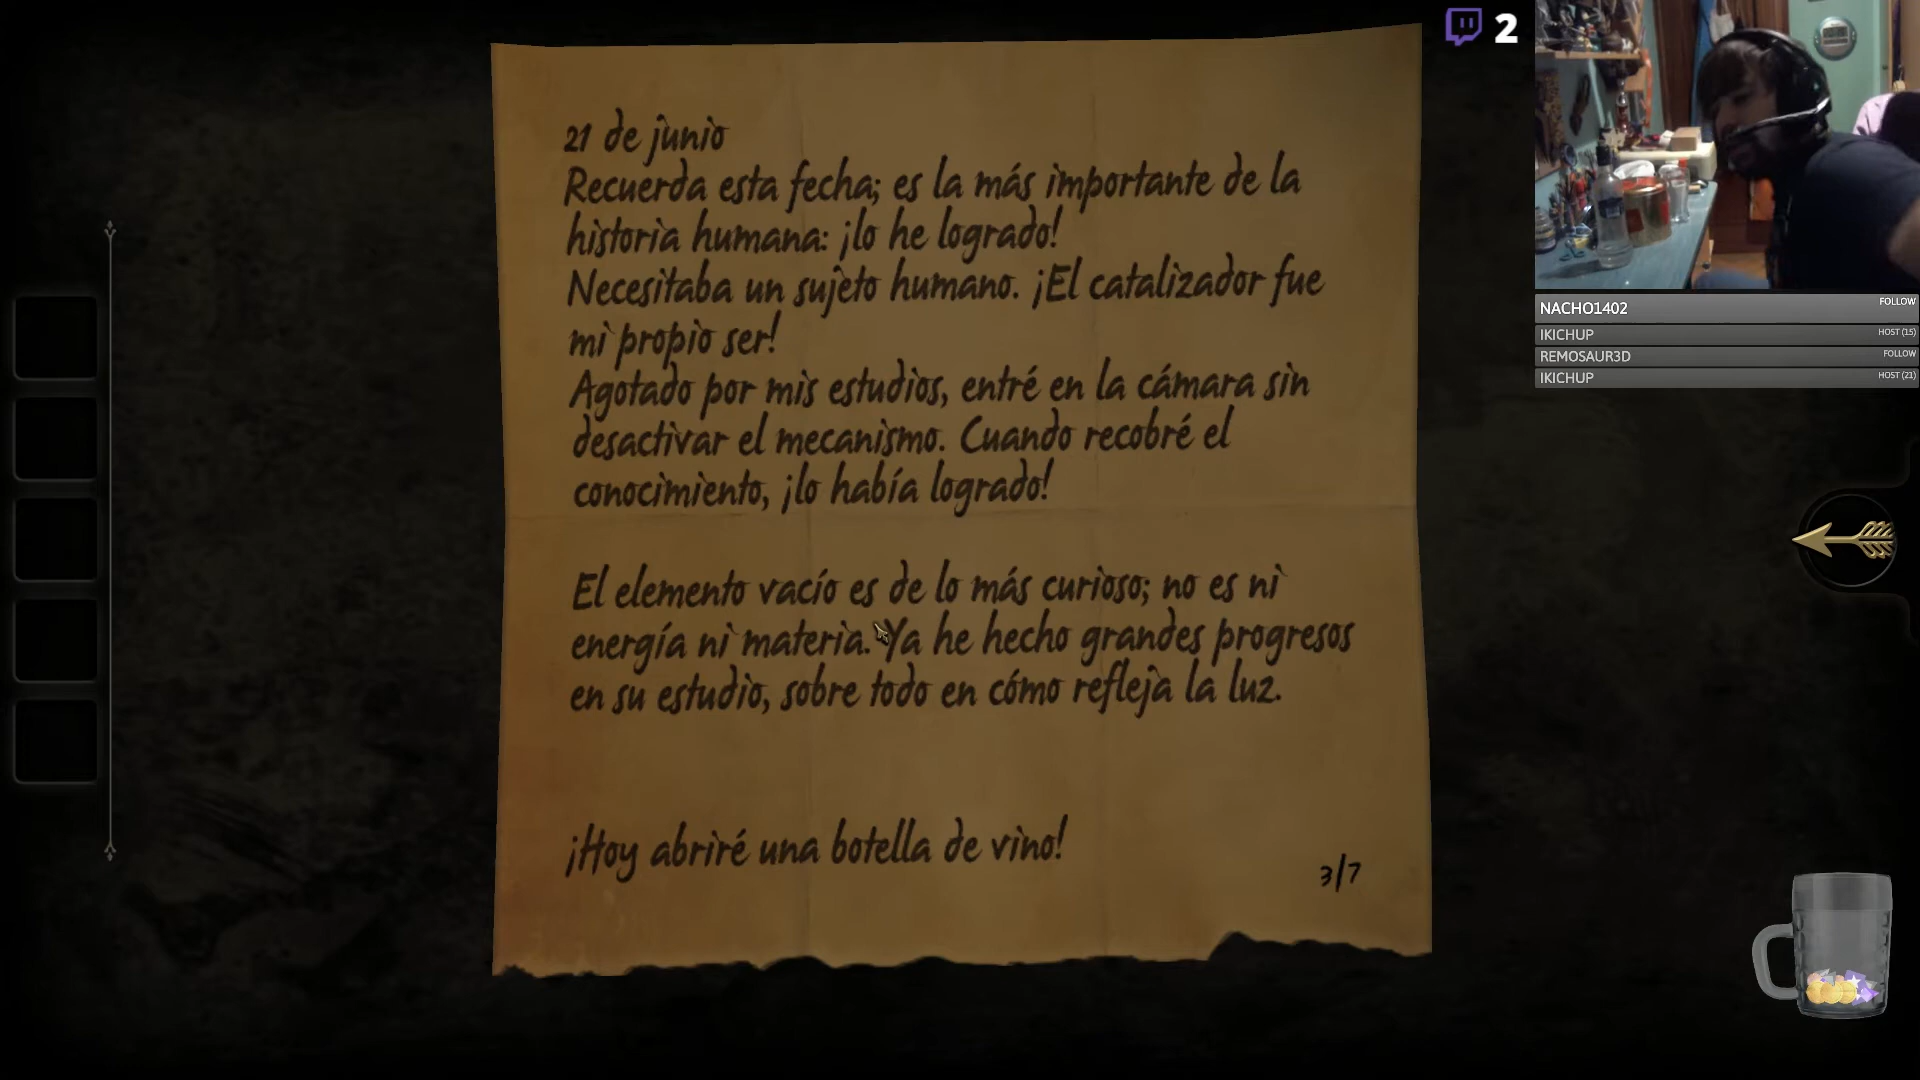 2
21 de junio
Recuerda esta fecha; es la más importante de la
historia humana: ¡lo he logrado!
Necesitaba un sujeto humano. ¡El catalizador fue
mi propio ser!
Agotado por mis estudios, entré en la cámara sin
desactivar el mecanismo. Cuando recobré el
conocimiento, ¡lo había logrado!
El elemento vacío es de lo más curioso; no es ni
energía ni materia. Ya he hecho grandes progresos
en su estudio, sobre todo en cómo refleja la luz.
¡Hoy abriré una botella de vino!
3/7
NACHO1402 FOLLOW
IKICHUP HOST (15)
REMOSAUR3D FOLLOW
IKICHUP HOST (21)